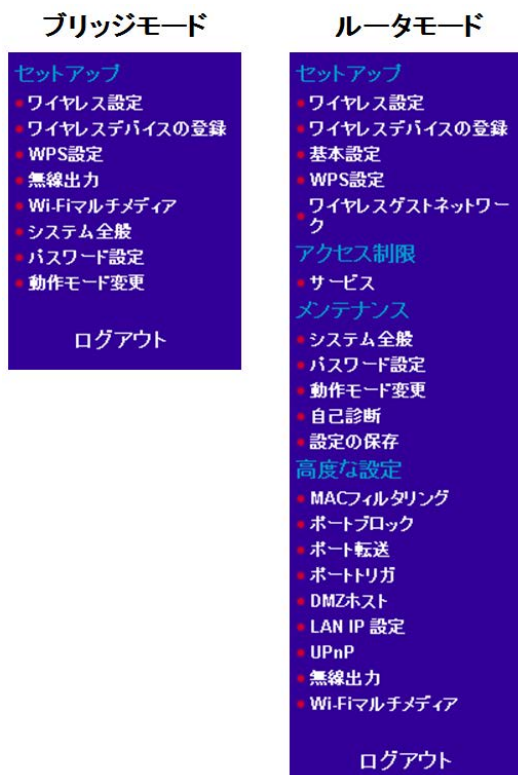 ブリッジモード
セットアップ
ワイヤレス設定
ワイヤレスデバイスの登録
WPS設定
無線出力
Wi-Fiマルチメディア
システム全般
パスワード設定
動作モード変更
ログアウト
ルータモード
セットアップ
ワイヤレス設定
ワイヤレスデバイスの登録
基本設定
WPS設定
ワイヤレスゲストネットワー
ク
アクセス制限
サービス
メンテナンス
システム全般
パスワード設定
動作モード変更
自己診断
設定の保存
高度な設定
MACフィルタリング
ポートブロック
ポート転送
ポートトリガ
DMZホスト
LAN IP 設定
UPnP
無線出力
Wi-Fiマルチメディア
ログアウト